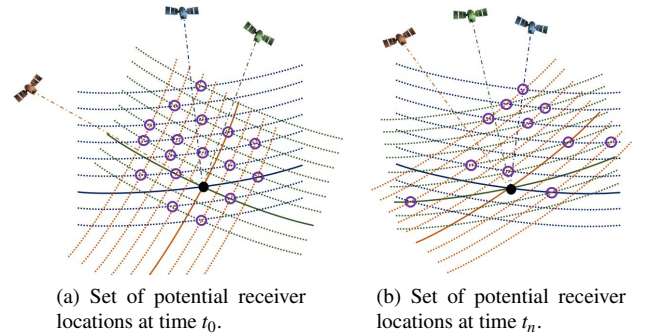 (a) Set of potential receiver
locations at time t0.
(b) Set of potential receiver
locations at time tn.